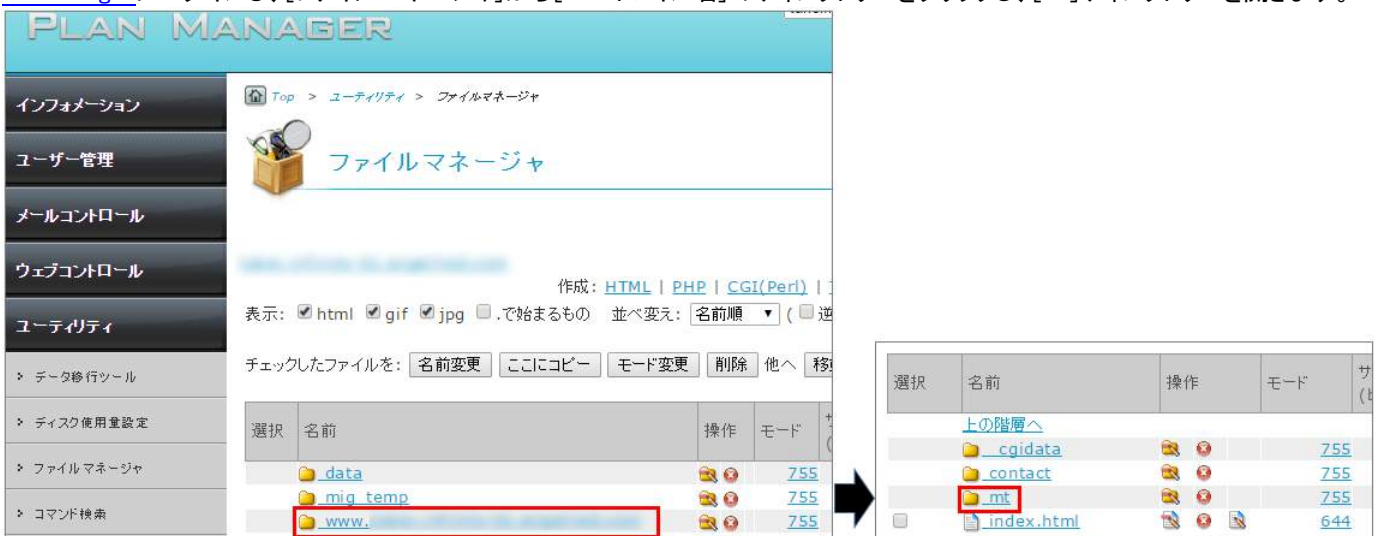 PLAN MANAGER
インフォメーション
ユーザー管理
メールコントロール
ウェブコントロール
ユーティリティ
データ移行ツール
ディスク使用量設定
ファイルマネージャ
コマンド検索
Top > ユーティリティ > ファイルマネージャ
ファイルマネージャ
作成: HTML | PHP | CGI(Perl) |
表示: html gif jpg .で始まるもの 並べ変え: 名前順 ( 逆
チェックしたファイルを: 名前変更 ここにコピー モード変更 削除 他へ
選択 名前 操作 モード
_data 755
_mig_temp 755
www. 755
選択 名前 操作 モード サ
上の階層へ
_cgidata 755
contact 755
mt 755
index.html 644